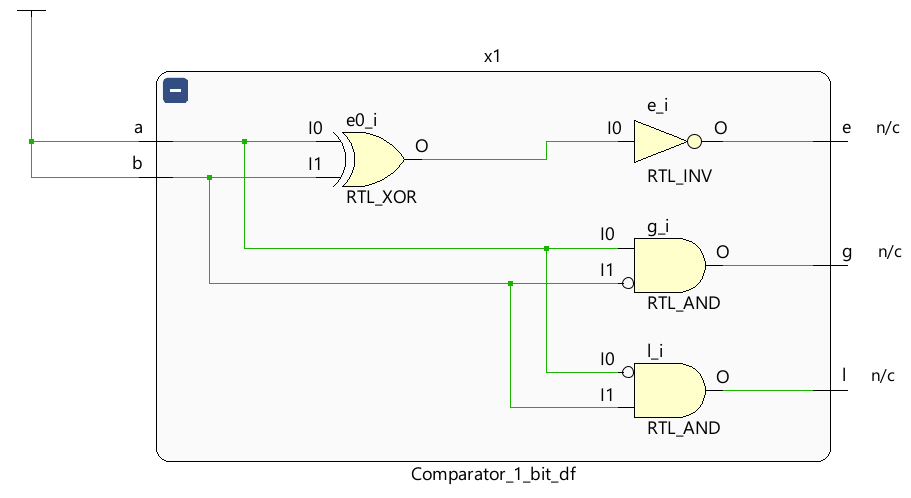 x1
a
b
I0
I1
e0_i
O
RTL_XOR
I0
e_i
O
RTL_INV
e
n/c
I0
I1
g_i
O
RTL_AND
g
n/c
I0
I1
l_i
O
RTL_AND
l
n/c
Comparator_1_bit_df